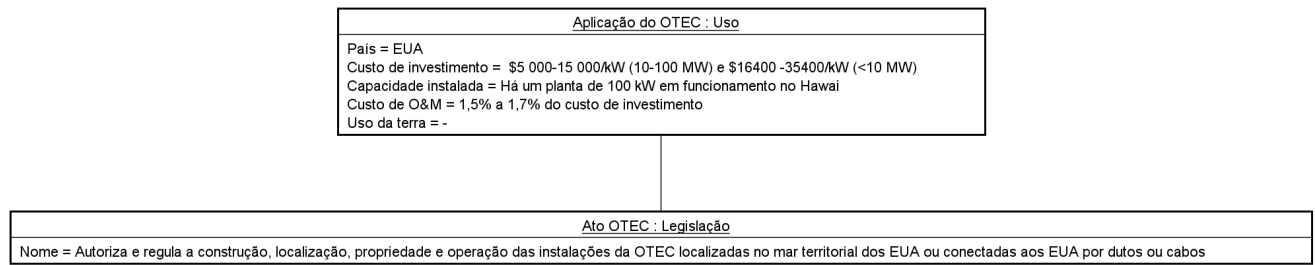 Aplicação do OTEC : Uso
País = EUA
Custo de investimento =  $5 000-15 000/kW (10-100 MW) e $16400 -35400/kW (<10 MW)
Capacidade instalada = Há um planta de 100 kW em funcionamento no Hawai
Custo de O&M = 1,5% a 1,7% do custo de investimento
Uso da terra = -
Ato OTEC : Legislação
Nome = Autoriza e regula a construção, localização, propriedade e operação das instalações da OTEC localizadas no mar territorial dos EUA ou conectadas aos EUA por dutos ou cabos